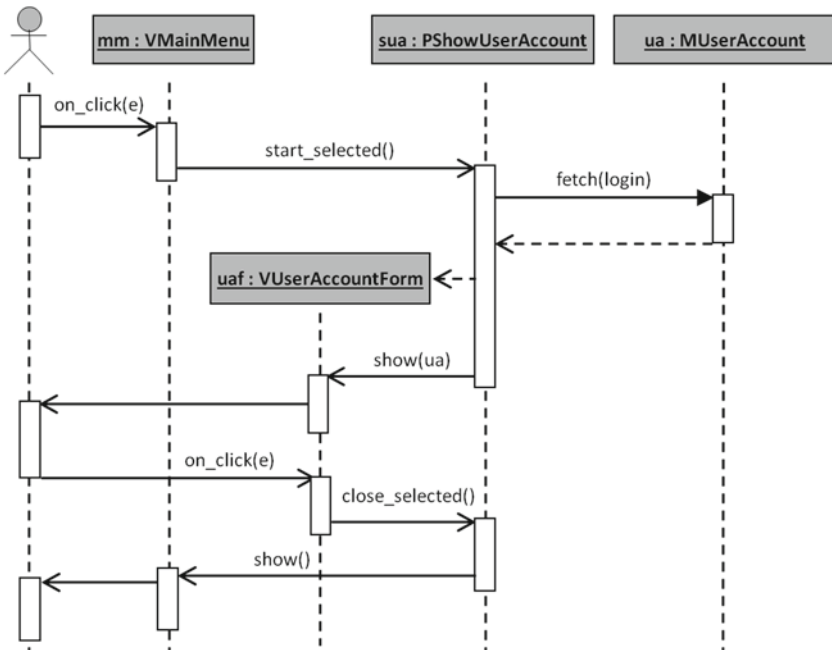 mm : VMainMenu
sua : PShowUserAccount
ua : MUserAccount
on_click(e)
start_selected()
fetch(login)
uaf : VUserAccountForm
show(ua)
on_click(e)
close_selected()
show()